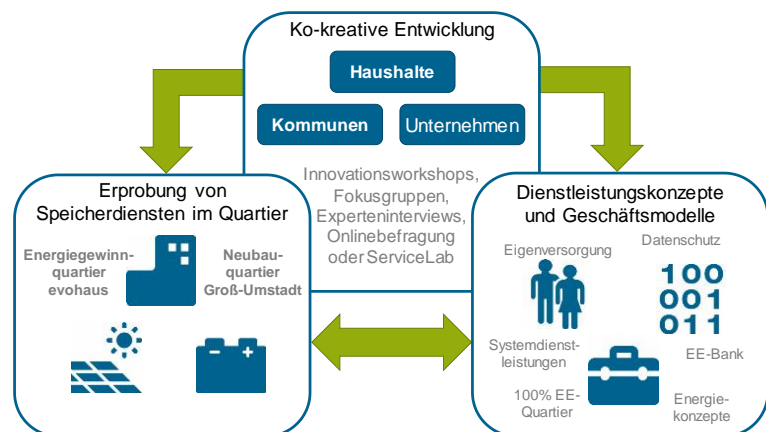 Ko-kreative Entwicklung
Haushalte
Kommunen
Unternehmen
Innovationsworkshops,
Fokusgruppen,
Experteninterviews,
Onlinebefragung
oder ServiceLab
Erprobung von
Speicherdiensten im Quartier
Energiegewinn-
quartier
evohaus
Neubau-
quartier
Groß-Umstadt
Dienstleistungskonzepte
und Geschäftsmodelle
Eigenversorgung
Datenschutz
100
001
011
Systemdienst-
leistungen
EE-Bank
100% EE-
Quartier
Energie-
konzepte